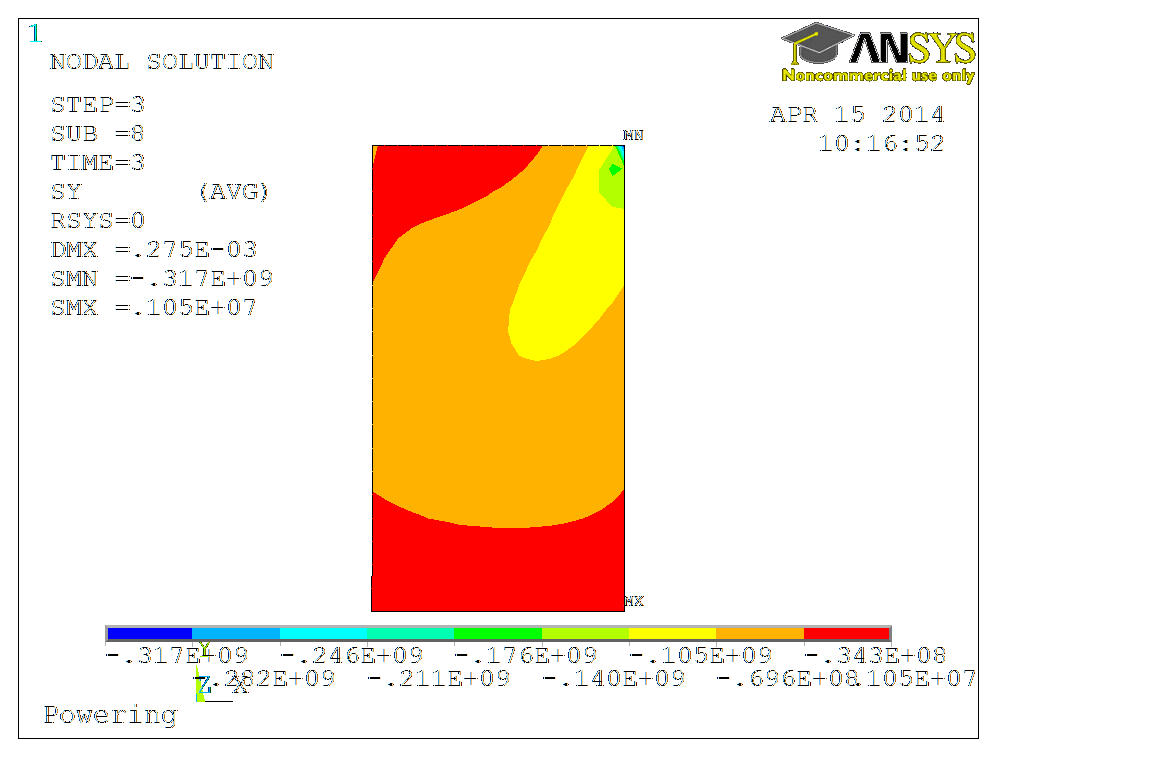 1
ANSYS
Noncommercial use only
NODAL SOLUTION
STEP=3
SUB =8
TIME=3
SY (AVG)
RSYS=0
DMX =.275E-03
SMN =-.317E+09
SMX =.105E+07
APR 15 2014
10:16:52
MN
MX
-.317E+09 -.246E+09 -.176E+09 -.105E+09 -.343E+08
-.282E+09 -.211E+09 -.140E+09 -.696E+08 .105E+07
Y
Z X
Powering